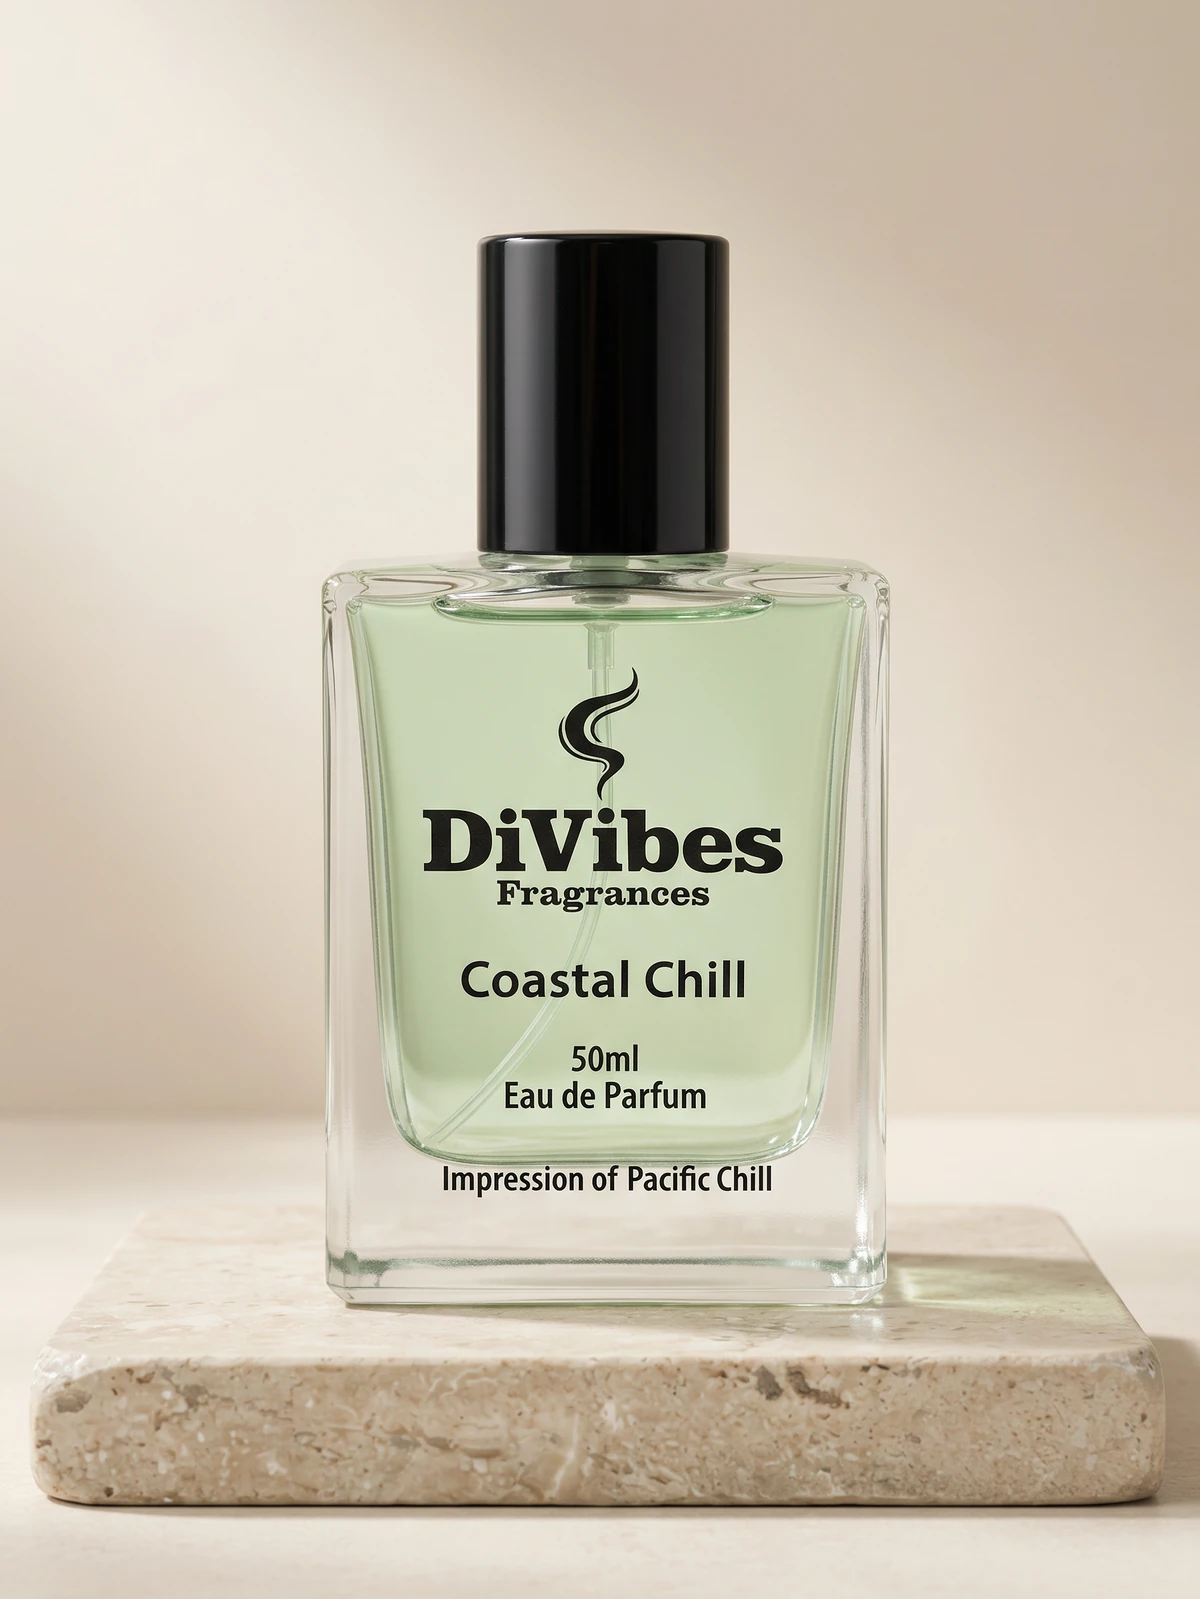 DiVibes
Fragrances
Coastal Chill
50ml
Eau de Parfum
Impression of Pacific Chill